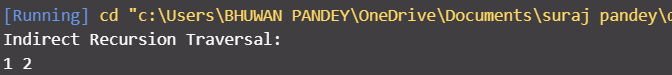 [Running] cd "c:\Users\BHUWAN PANDEY\OneDrive\Documents\suraj pandey\
Indirect Recursion Traversal:
1 2